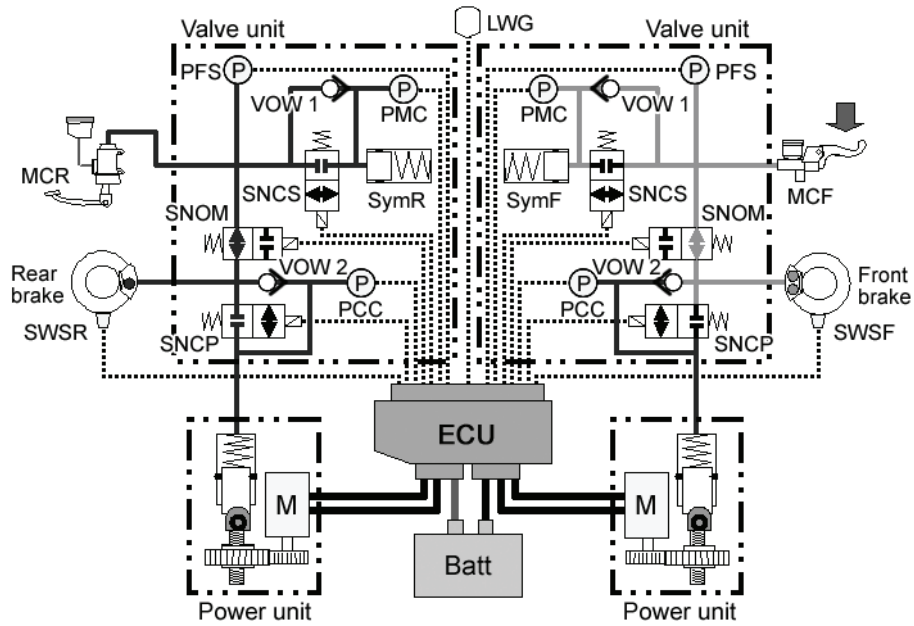 Valve unit
LWG
Valve unit
PFS
P
P
PFS
VOW 1
P
P
VOW 1
PMC
PMC
MCR
MCF
SNCS
SymR
SymF
SNCS
SNOM
SNOM
Rear
brake
VOW 2
P
P
VOW 2
Front
brake
PCC
PCC
SWSR
SNCP
SNCP
SWSF
ECU
M
M
Batt
Power unit
Power unit